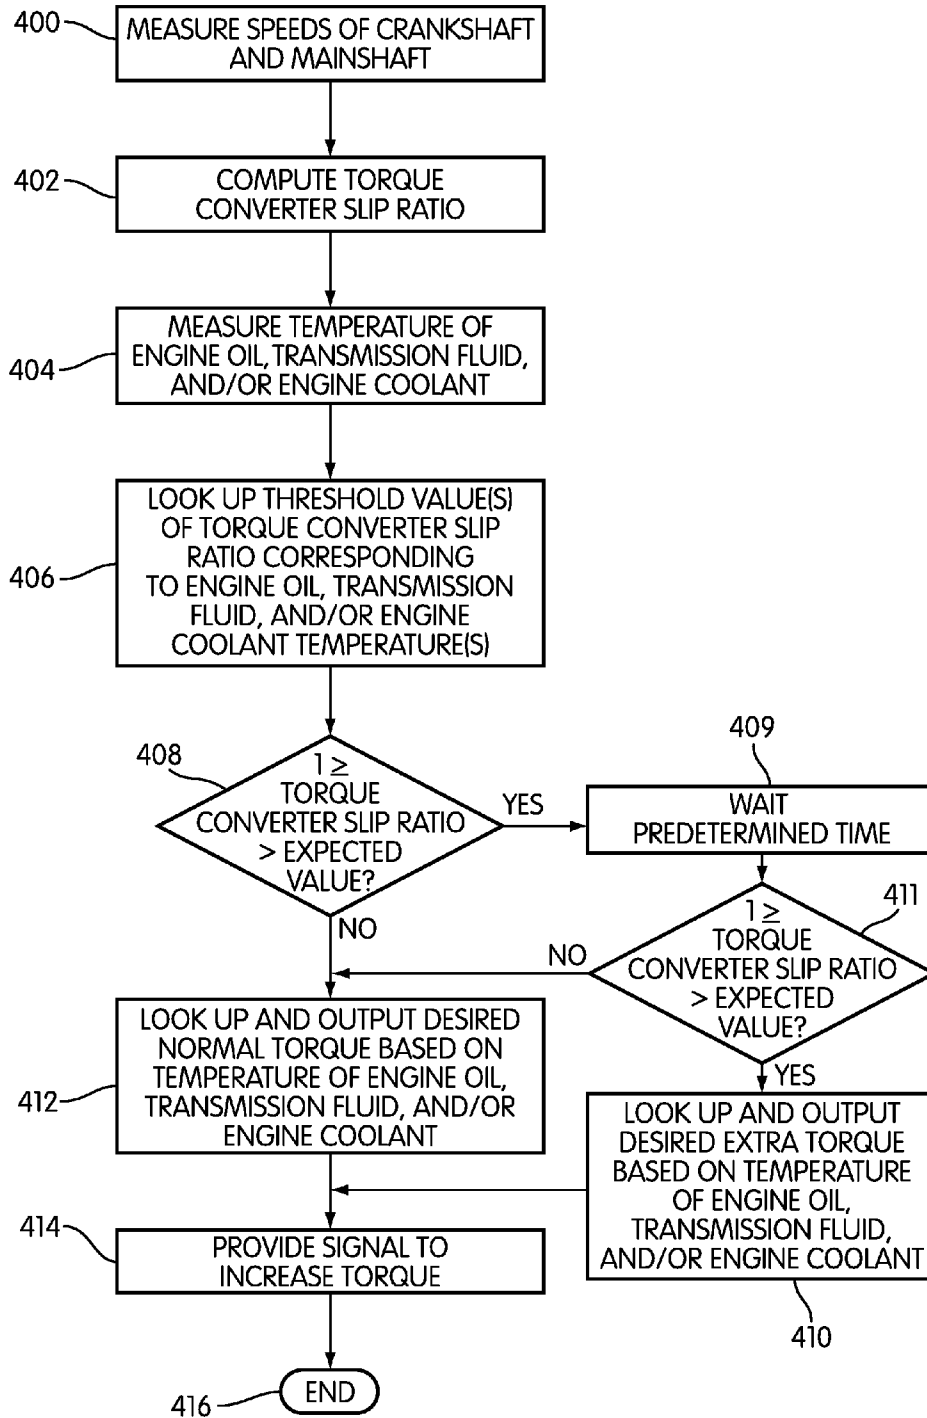 400
MEASURE SPEEDS OF CRANKSHAFT
AND MAINSHAFT
402
COMPUTE TORQUE
CONVERTER SLIP RATIO
404
MEASURE TEMPERATURE OF
ENGINE OIL, TRANSMISSION FLUID,
AND/OR ENGINE COOLANT
406
LOOK UP THRESHOLD VALUE(S)
OF TORQUE CONVERTER SLIP
RATIO CORRESPONDING
TO ENGINE OIL, TRANSMISSION
FLUID, AND/OR ENGINE
COOLANT TEMPERATURE(S)
408
1 ≥
TORQUE
CONVERTER SLIP RATIO
> EXPECTED
VALUE?
YES
NO
409
WAIT
PREDETERMINED TIME
411
1 ≥
TORQUE
CONVERTER SLIP RATIO
> EXPECTED
VALUE?
NO
YES
412
LOOK UP AND OUTPUT DESIRED
NORMAL TORQUE BASED ON
TEMPERATURE OF ENGINE OIL,
TRANSMISSION FLUID, AND/OR
ENGINE COOLANT
LOOK UP AND OUTPUT
DESIRED EXTRA TORQUE
BASED ON TEMPERATURE
OF ENGINE OIL,
TRANSMISSION FLUID,
AND/OR ENGINE COOLANT
410
414
PROVIDE SIGNAL TO
INCREASE TORQUE
416
END